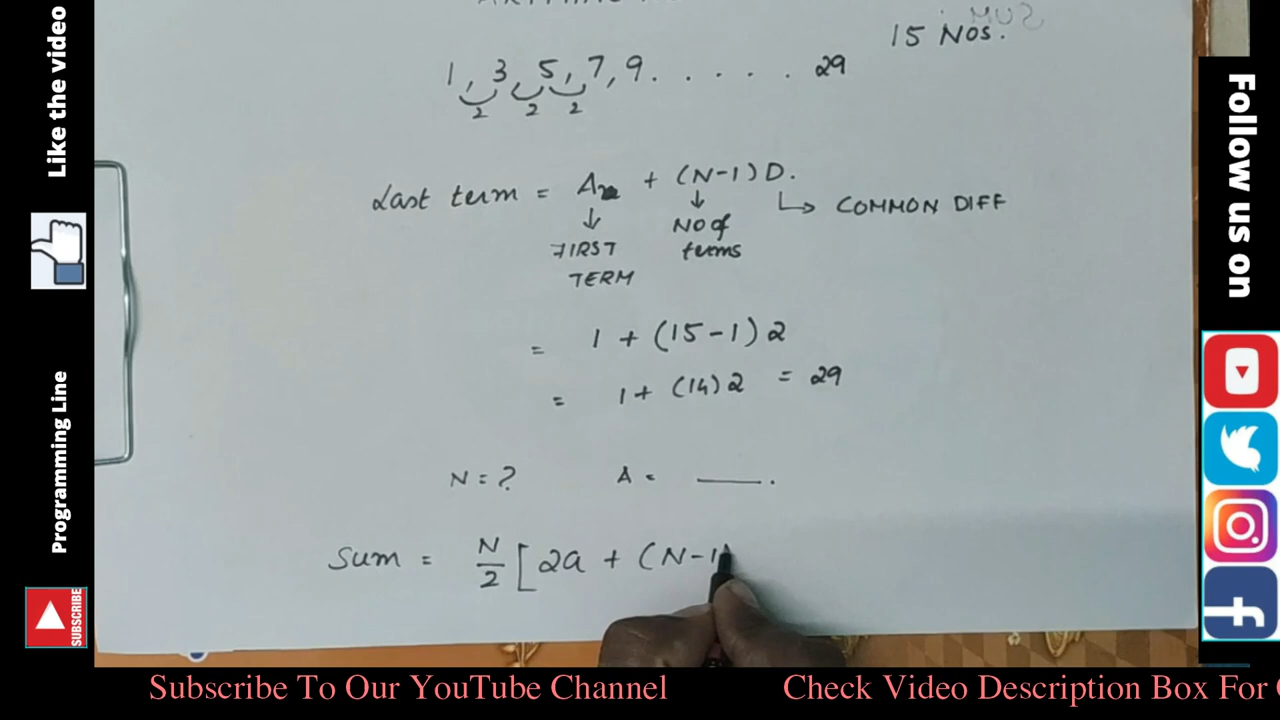 15 Nos.
1, 3, 5, 7, 9 . . . . . 29
2 2 2
Last term = A + (N-1) D.
COMMON DIFF
FIRST
TERM
NO of
terms
= 1 + (15-1) 2
= 1 + (14) 2 = 29
N = ? A = ___.
Sum = N/2 [2a + (N-1)
Like the video
Programming Line
SUBSCRIBE
Follow us on
Subscribe To Our YouTube Channel
Check Video Description Box For